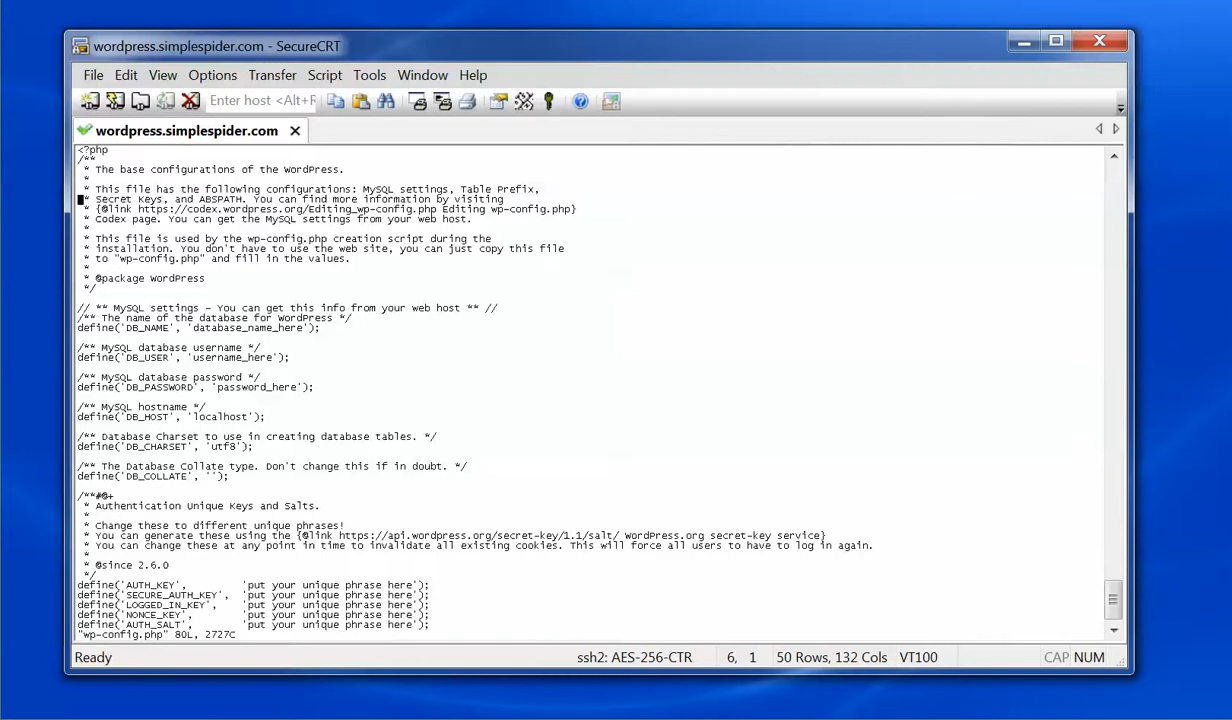 wordpress.simplespider.com - SecureCRT
File Edit View Options Transfer Script Tools Window Help
Enter host <Alt+R
wordpress.simplespider.com
<?php
/**
 * The base configurations of the WordPress.
 *
 * This file has the following configurations: MySQL settings, Table Prefix,
 * Secret Keys, and ABSPATH. You can find more information by visiting
 * {@link https://codex.wordpress.org/Editing_wp-config.php Editing wp-config.php}
 * Codex page. You can get the MySQL settings from your web host.
 *
 * This file is used by the wp-config.php creation script during the
 * installation. You don't have to use the web site, you can just copy this file
 * to "wp-config.php" and fill in the values.
 *
 * @package WordPress
 */
// ** MySQL settings - You can get this info from your web host ** //
/** The name of the database for WordPress */
define('DB_NAME', 'database_name_here');
/** MySQL database username */
define('DB_USER', 'username_here');
/** MySQL database password */
define('DB_PASSWORD', 'password_here');
/** MySQL hostname */
define('DB_HOST', 'localhost');
/** Database Charset to use in creating database tables. */
define('DB_CHARSET', 'utf8');
/** The Database Collate type. Don't change this if in doubt. */
define('DB_COLLATE', '');
/**#@+
 * Authentication Unique Keys and Salts.
 *
 * Change these to different unique phrases!
 * You can generate these using the {@link https://api.wordpress.org/secret-key/1.1/salt/ WordPress.org secret-key service}
 * You can change these at any point in time to invalidate all existing cookies. This will force all users to have to log in again.
 *
 * @since 2.6.0
 */
define('AUTH_KEY', 'put your unique phrase here');
define('SECURE_AUTH_KEY', 'put your unique phrase here');
define('LOGGED_IN_KEY', 'put your unique phrase here');
define('NONCE_KEY', 'put your unique phrase here');
define('AUTH_SALT', 'put your unique phrase here');
"wp-config.php" 80L, 2727C
Ready ssh2: AES-256-CTR 6, 1 50 Rows, 132 Cols VT100 CAP NUM